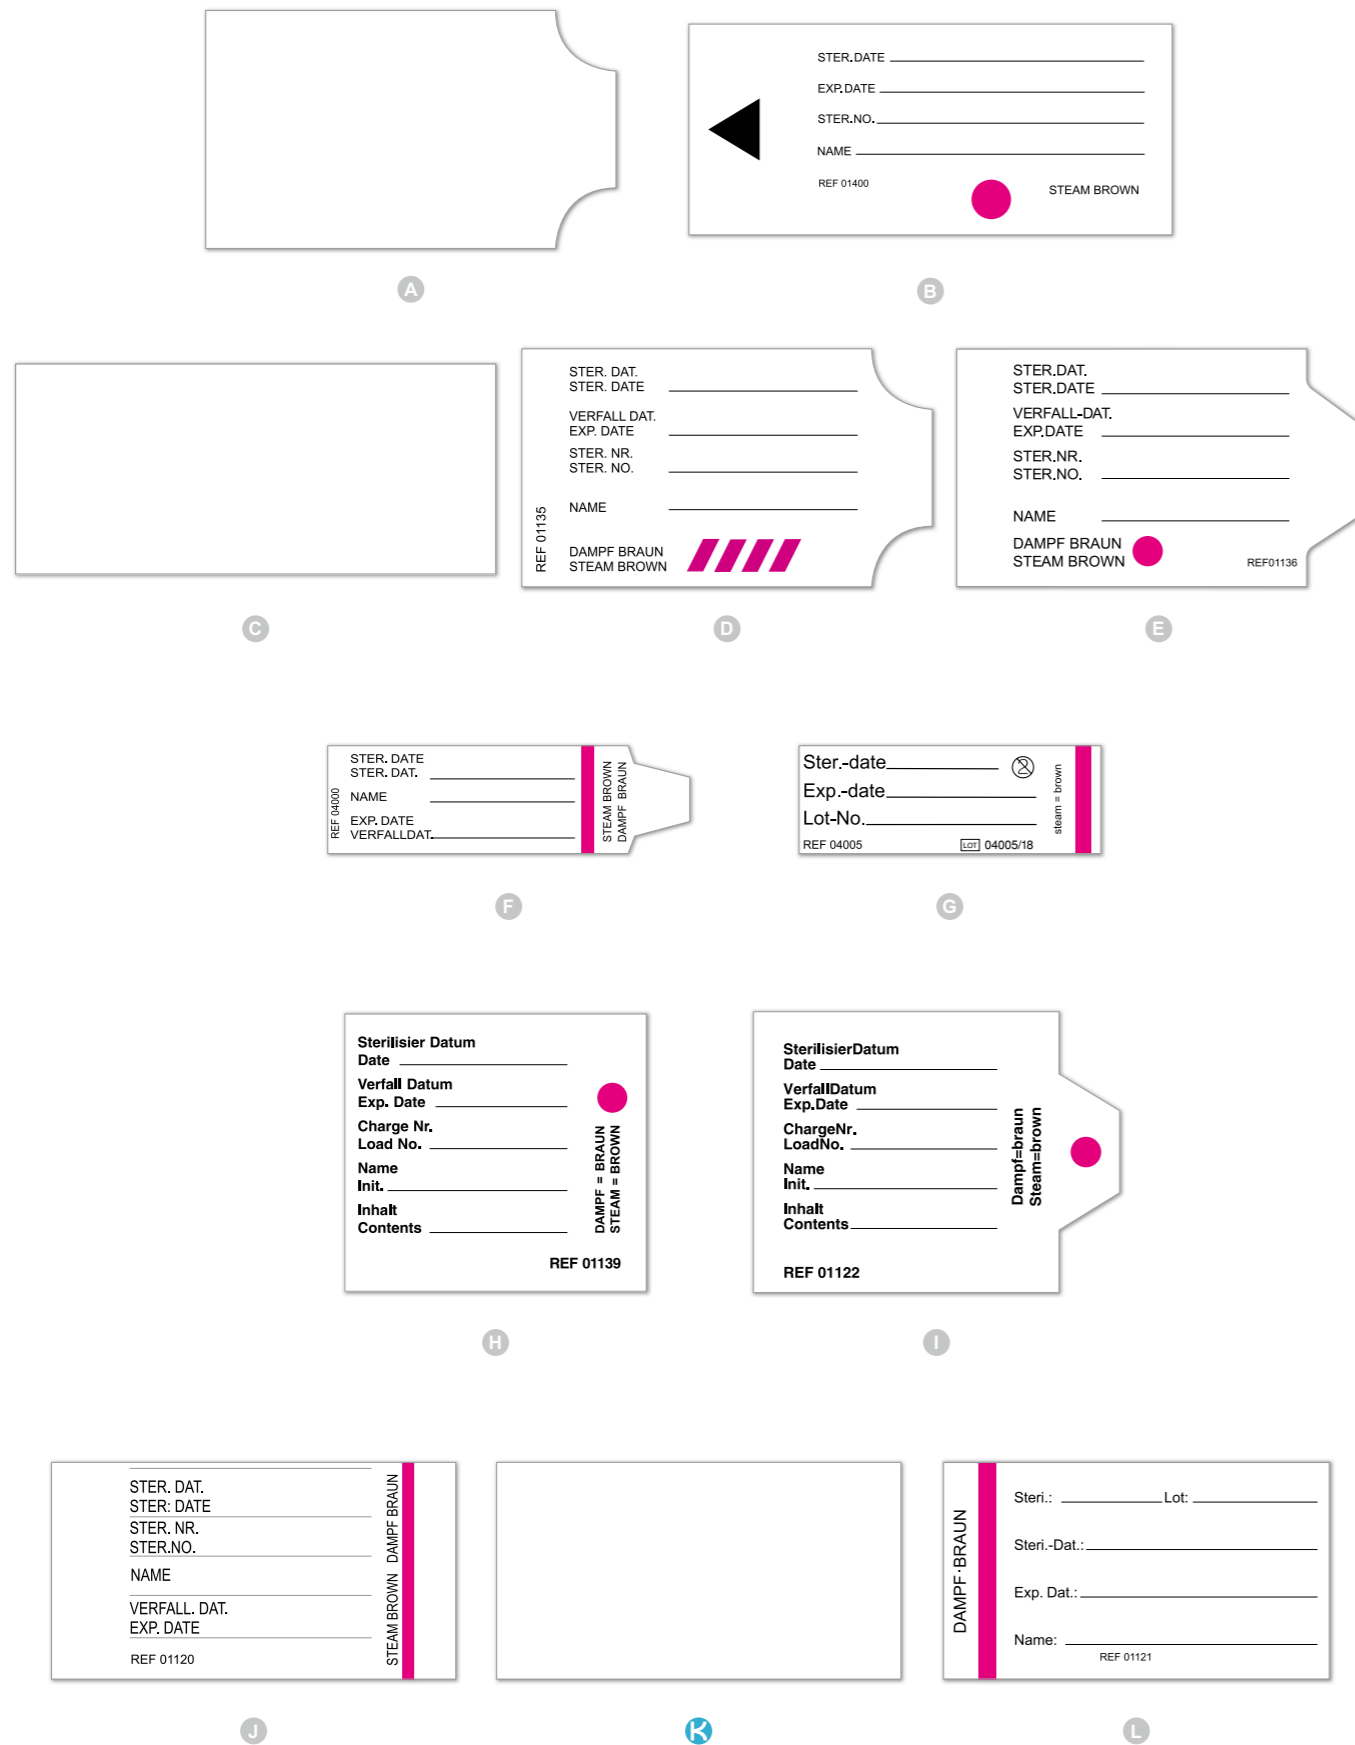 STER.DATE
EXP.DATE
STER.NO.
NAME
REF 01400
STEAM BROWN
A
B
STER. DAT.
STER. DATE
VERFALL DAT.
EXP. DATE
STER. NR.
STER. NO.
NAME
DAMPF BRAUN
STEAM BROWN
REF 01135
STER.DAT.
STER.DATE
VERFALL-DAT.
EXP.DATE
STER.NR.
STER.NO.
NAME
DAMPF BRAUN
STEAM BROWN
REF01136
C
D
E
STER. DATE
STER. DAT.
NAME
EXP. DATE
VERFALLDAT.
REF 04000
STEAM BROWN
DAMPF BRAUN
Ster.-date
Exp.-date
Lot-No.
REF 04005
LOT 04005/18
2
steam = brown
F
G
Sterilisier Datum
Date
Verfall Datum
Exp. Date
Charge Nr.
Load No.
Name
Init.
Inhalt
Contents
DAMPF = BRAUN
STEAM = BROWN
REF 01139
SterilisierDatum
Date
VerfallDatum
Exp.Date
ChargeNr.
LoadNo.
Name
Init.
Inhalt
Contents
REF 01122
Dampf=braun
Steam=brown
H
I
STER. DAT.
STER: DATE
STER. NR.
STER.NO.
NAME
VERFALL. DAT.
EXP. DATE
REF 01120
STEAM BROWN DAMPF BRAUN
DAMPF·BRAUN
Steri.: Lot:
Steri.-Dat.:
Exp. Dat.:
Name:
REF 01121
J
K
L